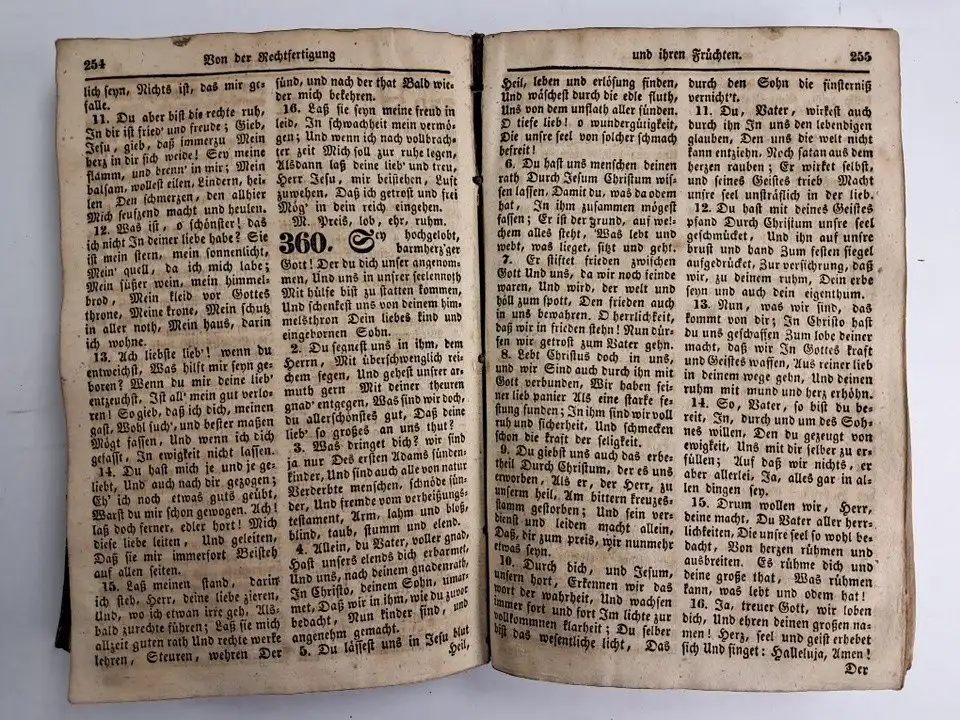 254
Von der Rechtfertigung
lich seyn, Nichts ist, das mir ge-
falle.
11. Du aber bist die rechte ruh,
In dir ist fried' und freude; Gieb,
Jesu, gieb, daß immerzu Mein
herz in dir sich weide! Sey meine
flamm, und brenn' in mir; Mein
balsam, wollest eilen, Lindern, hei-
len Den schmerzen, den allhier
Mich seufzend macht und heulen.
12. Was ist, o schönster! das
ich nicht In deiner liebe habe? Sie
ist mein stern, mein sonnenlicht,
Mein' quell, da ich mich labe;
Mein süßer wein, mein himmel-
brod, Mein kleid vor Gottes
throne, Meine krone, Mein schutz
in aller noth, Mein haus, darin
ich wohne.
13. Ach liebste lieb'! wenn du
entweichst, Was hilft mir seyn ge-
boren? Wenn du mir deine lieb'
entzeuchst, Ist all' mein gut verlo-
ren! So gieb, daß ich dich, meinen
gast, Wohl such', und bester maßen
Mögt fassen, Und wenn ich dich
gefasst, In ewigkeit nicht lassen.
14. Du hast mich je und je ge-
liebt, Und auch nach dir gezogen;
Eh' ich noch etwas guts geübt,
Warst du mir schon gewogen. Ach!
laß doch ferner, edler hort! Mich
diese liebe leiten, Und geleiten,
Daß sie mir immerfort Beisteh
auf allen seiten.
15. Laß meinen stand, darin
ich steh, Herr, deine liebe zieren,
Und, wo ich etwan irre geh, Als-
bald zurechte führen; Laß sie mich
allzeit guten rath Und rechte werke
lehren, Steuren, wehren Der
sünd, und nach der that Bald wie-
der mich bekehren.
16. Laß sie seyn meine freud in
leid, In schwachheit mein vermö-
gen; Und wenn ich nach vollbrach-
ter zeit Mich soll zur ruhe legen,
Alsdann laß deine lieb' und treu,
Herr Jesu, mir beistehen, Luft
zuwehen, Daß ich getrost und frei
Mög' in dein reich eingehen.
M. Preis, lob, ehr, ruhm.
360. Sey hochgelobt,
barmherz'ger
Gott! Der du dich unser angenom-
men, Und uns in unsrer seelennoth
Mit hülfe bist zu statten kommen,
Und schenkest uns von deinem him-
melsthron Dein liebes kind und
eingebornen Sohn.
2. Du segnest uns in ihm, dem
Herrn, Mit überschwenglich rei-
chem segen, Und gehest unsrer ar-
muth gern Mit deiner theuren
gnad' entgegen, Was sind wir doch,
du allerschönstes gut, Daß deine
lieb' so großes an uns thut?
3. Was dringet dich? wir sind
ja nur Des ersten Adams sünden-
kinder, Und sind auch alle von natur
Verderbte menschen, schnöde sün-
der, Und fremde vom verheißungs-
testament, Arm, lahm und bloß,
blind, taub, stumm und elend.
4. Allein, du Vater, voller gnad,
Hast unsers elends dich erbarmet,
Und uns, nach deinem gnadenrath,
In Christo, deinem Sohn, umar-
met, Daß wir in ihm, wie du zuvor
bedacht, Nun kinder sind, und
angenehm gemacht.
5. Du lässest uns in Jesu blut
Heil,
und ihren Früchten.
255
Heil, leben und erlösung finden,
Und wäschest durch die edle fluth,
Uns von dem unflath aller sünden.
O tiefe lieb! o wundergütigkeit,
Die unsre seel von solcher schmach
befreit!
6. Du hast uns menschen deinen
rath Durch Jesum Christum wis-
sen lassen, Damit du, was da odem
hat, In ihm zusammen mögest
fassen; Er ist der grund, auf wel-
chem alles steht, Was lebt und
webt, was lieget, sitzt und geht.
7. Er stiftet frieden zwischen
Gott Und uns, da wir noch feinde
waren, Und wird, der welt und
höll zum spott, Den frieden auch
in uns bewahren. O herrlichkeit,
daß wir in frieden stehn! Nun dür-
sen wir getrost zum Vater gehn.
8. Lebt Christus doch in uns,
und wir Sind auch durch ihn mit
Gott verbunden, Wir haben sei-
ner lieb panier Als eine starke fe-
stung funden; In ihm sind wir voll
ruh und sicherheit, Und schmecken
schon die kraft der seligkeit.
9. Du giebst uns auch das erbe-
theil Durch Christum, der es uns
erworben, Als er, der Herr, zu
unserm heil, Am bittern kreuzes-
stamm gestorben; Und sein ver-
dienst und leiden macht allein,
Daß, dir zum preis, wir nunmehr
etwas seyn.
10. Durch dich, und Jesum,
unsern hort, Erkennen wir das
wort der wahrheit, Und wachsen
immer fort und fort Im lichte zur
vollkommnen klarheit; Du selber
bist das wesentliche licht, Das
durch den Sohn die finsterniß
vernicht't.
11. Du, Vater, wirkest auch
durch ihn In uns den lebendigen
glauben, Den uns die welt nicht
kann entziehn, Noch satan aus dem
herzen rauben; Er wirket selbst,
und seines Geistes trieb Macht
unsre seel unsträflich in der lieb.
12. Du hast mit deines Geistes
pfand Durch Christum unsre seel
geschmücket, Und ihn auf unsre
brust und hand Zum festen siegel
aufgedrücket, Zur versichrung, daß
wir, zu deinem ruhm, Dein erbe
seyn und auch dein eigenthum.
13. Nun, was wir sind, das
kommt von dir; In Christo hast
du uns geschaffen Zum lobe deiner
macht, daß wir In Gottes kraft
und Geistes waffen, Aus reiner lieb
in deinem wege gehn, Und deinen
ruhm mit mund und herz erhöhn.
14. So, Vater, so bist du be-
reit, In, durch und um des Soh-
nes willen, Den du gezeugt von
ewigkeit, Uns mit dir selber zu er-
füllen; Auf daß wir nichts, er
aber allerlei, Ja, alles gar in al-
len dingen sey.
15. Drum wollen wir, Herr,
deine macht, Du Vater aller herr-
lichkeiten, Die unsre seel so wohl be-
dacht, Von herzen rühmen und
ausbreiten. Es rühme dich und
deine große that, Was rühmen
kann, was lebt und odem hat!
16. Ja, treuer Gott, wir loben
dich, Und ehren deinen großen na-
men! Herz, seel und geist erhebet
sich Und singet: Halleluja, Amen!
Der